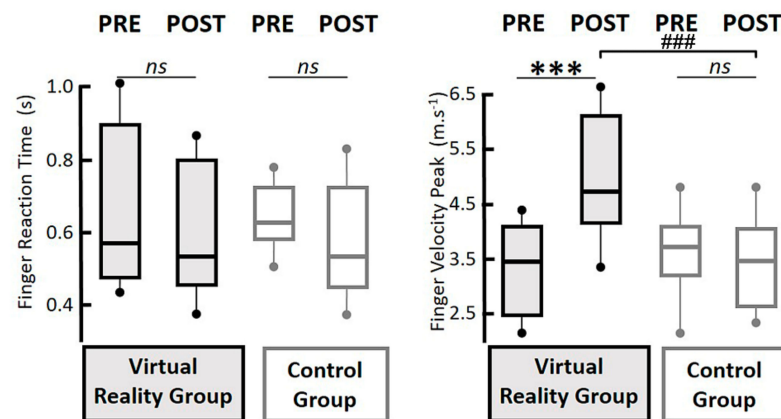 PRE POST PRE POST
ns
ns
Finger Reaction Time (s)
1.0
0.8
0.6
0.4
Virtual
Reality Group
Control
Group
PRE POST PRE POST
###
***
ns
Finger Velocity Peak (m.s⁻¹)
6.5
5.5
4.5
3.5
2.5
Virtual
Reality Group
Control
Group